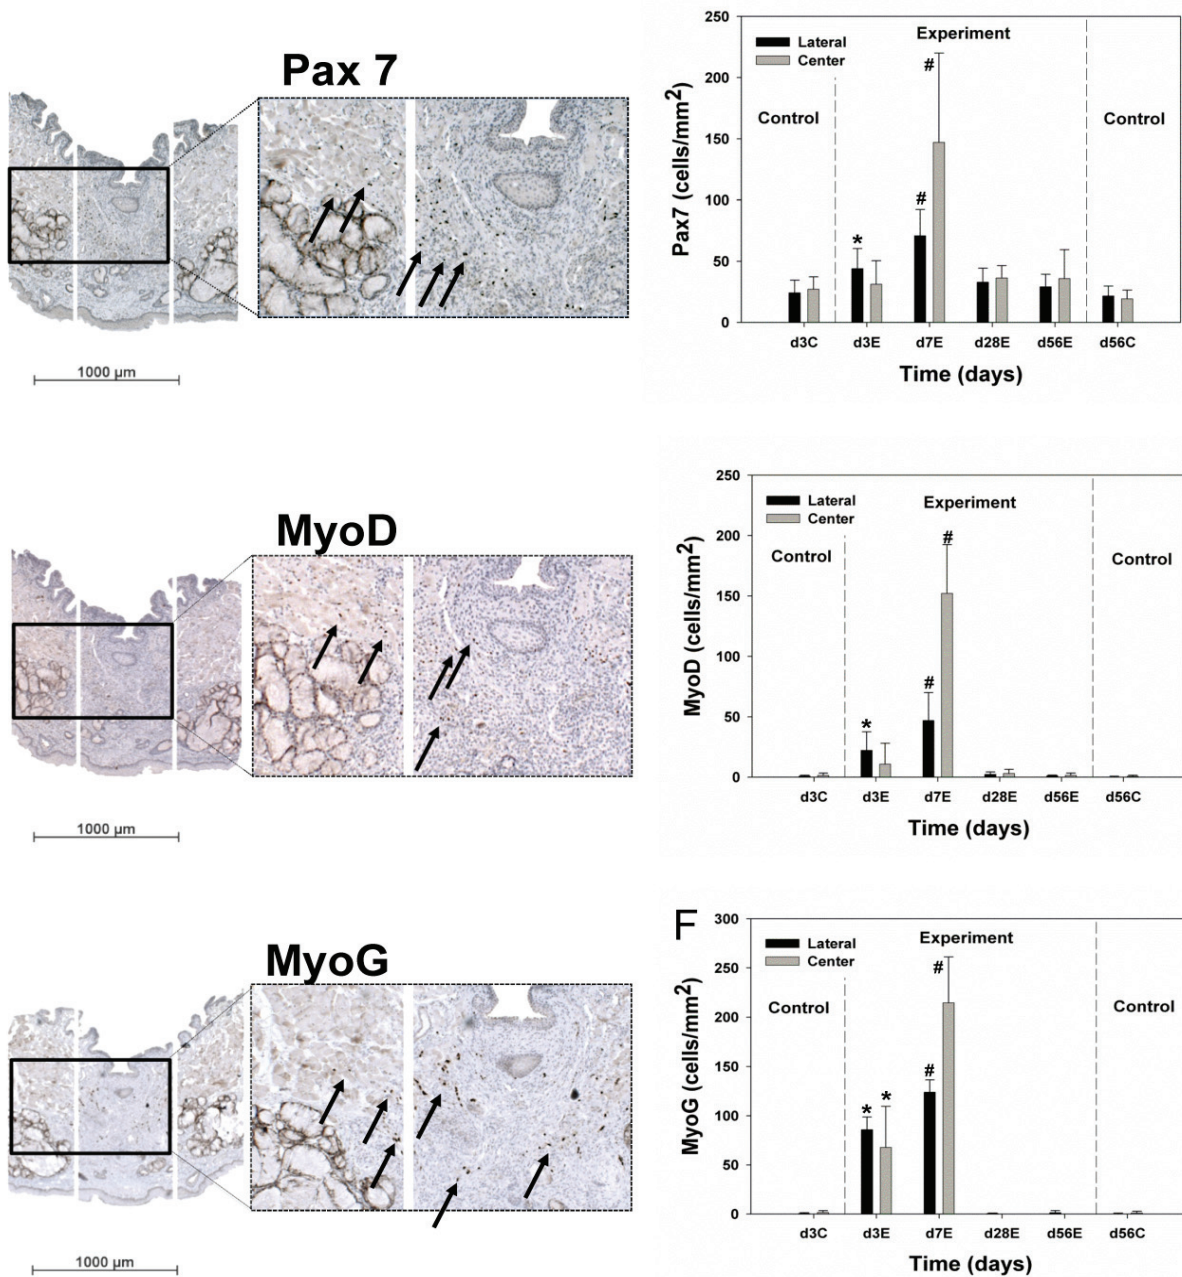 Pax 7
1000 µm
250
200
150
100
50
0
Pax7 (cells/mm²)
Lateral
Center
Experiment
Control
Control
#
#
*
d3C d3E d7E d28E d56E d56C
Time (days)
MyoD
1000 µm
250
200
150
100
50
0
MyoD (cells/mm²)
Lateral
Center
Experiment
Control
Control
#
#
*
d3C d3E d7E d28E d56E d56C
Time (days)
MyoG
1000 µm
F
300
250
200
150
100
50
0
MyoG (cells/mm²)
Lateral
Center
Experiment
Control
Control
#
#
* *
d3C d3E d7E d28E d56E d56C
Time (days)